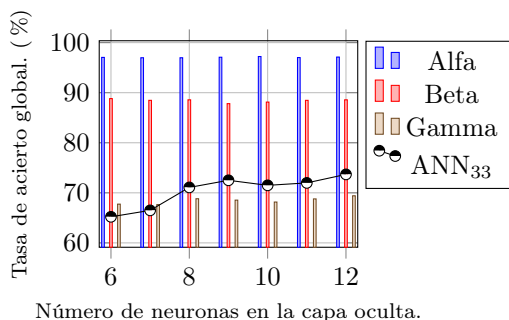 Tasa de acierto global. (%)
100
90
80
70
60
6
8
10
12
Número de neuronas en la capa oculta.
Alfa
Beta
Gamma
ANN₃₃